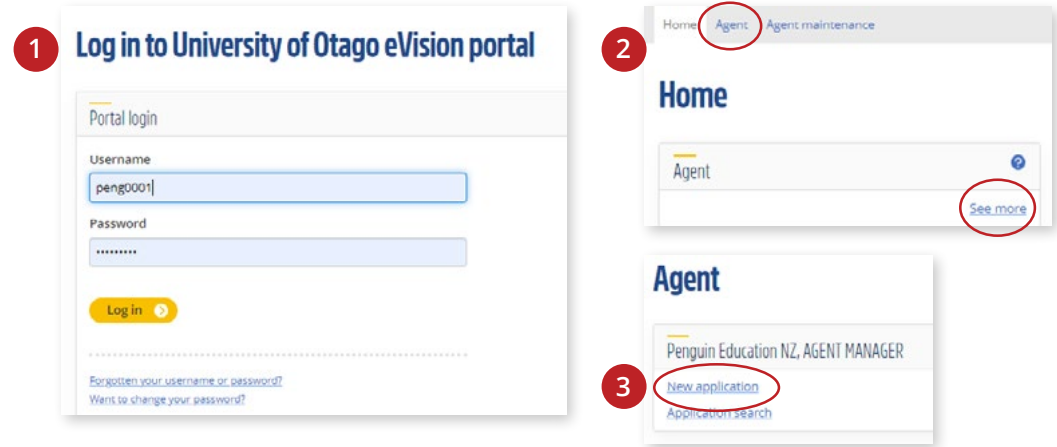 1
Log in to University of Otago eVision portal
Portal login
Username
peng0001
Password
•••••••••
Log in
Forgotten your username or password?
Want to change your password?
2
Home Agent Agent maintenance
Home
Agent
?
See more
Agent
Penguin Education NZ, AGENT MANAGER
3
New application
Application search